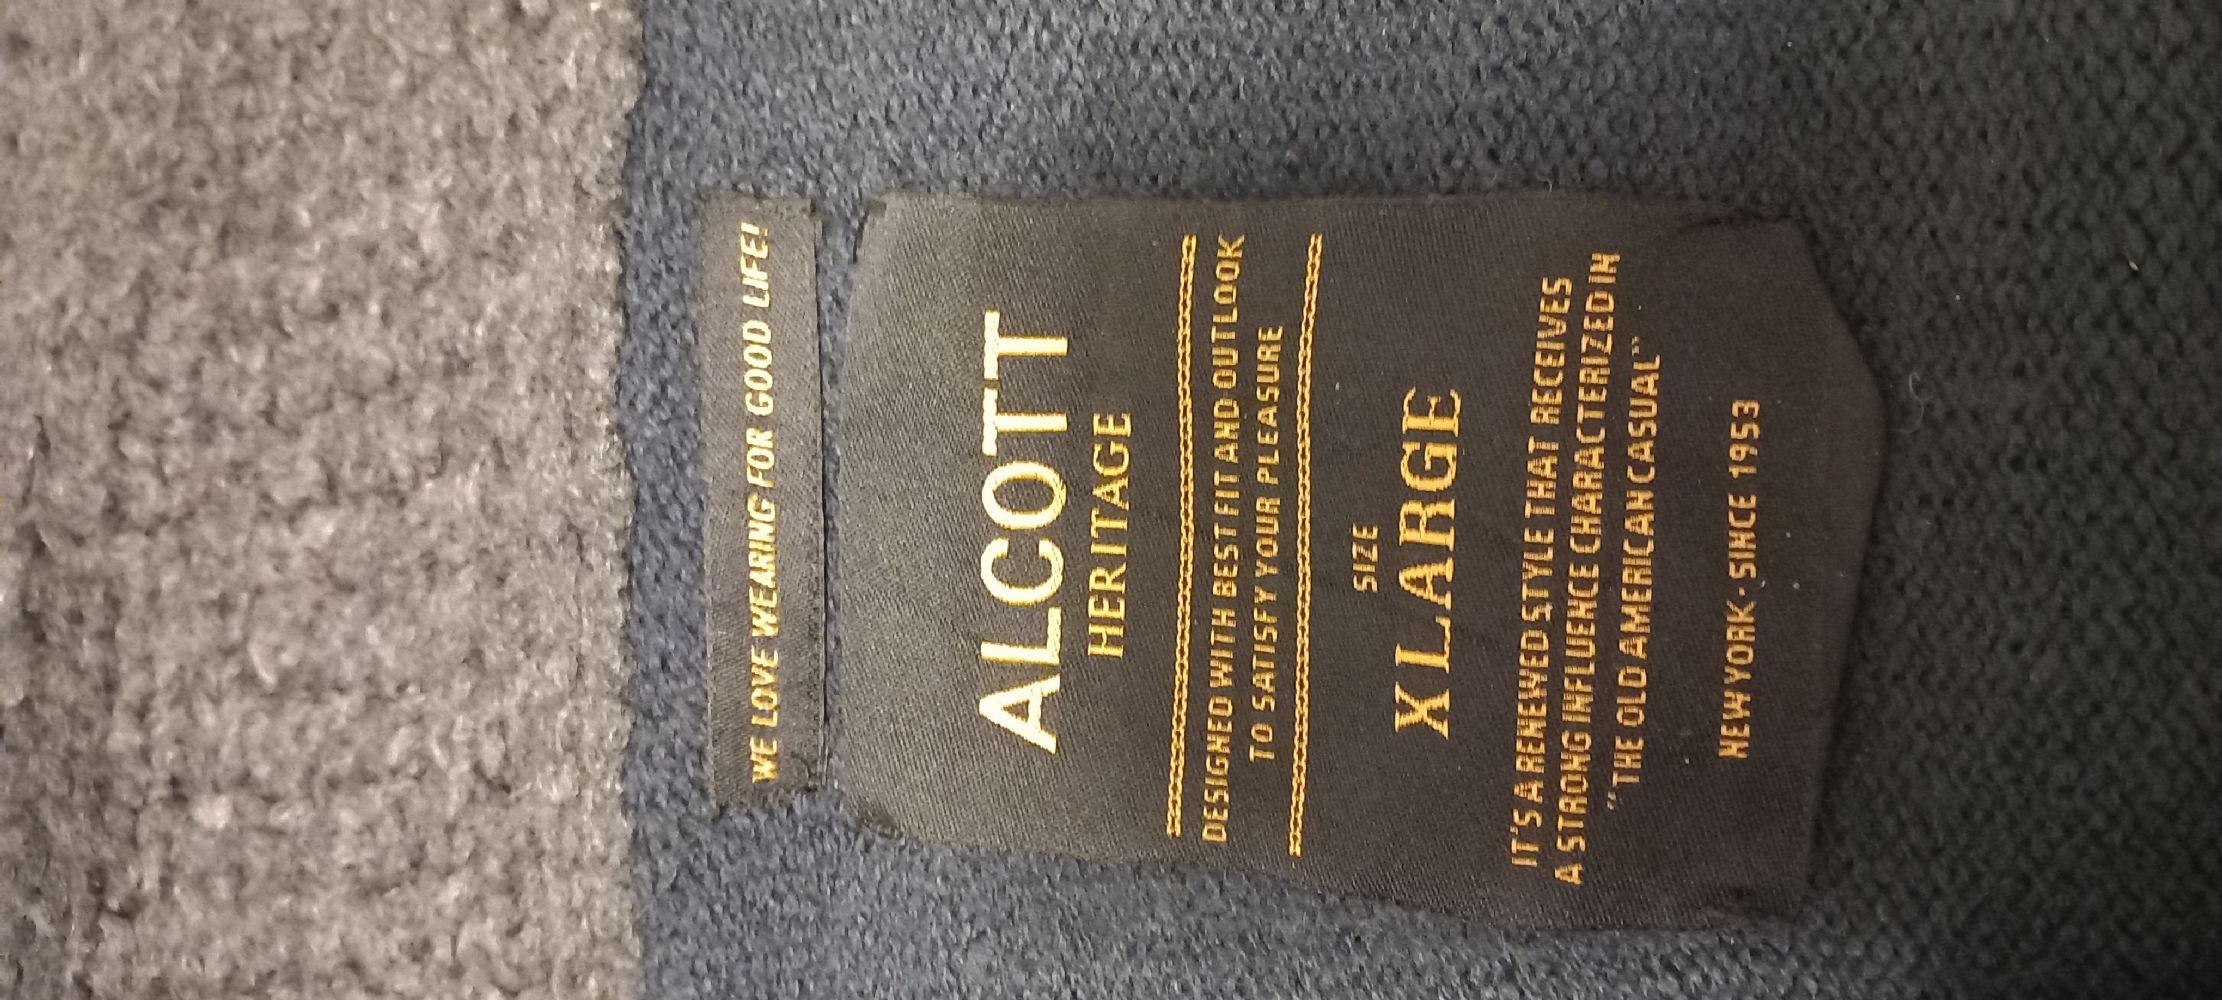 WE LOVE WEARING FOR GOOD LIFE!
ALCOTT
HERITAGE
DESIGNED WITH BEST FIT AND OUTLOOK
TO SATISFY YOUR PLEASURE
SIZE
XLARGE
IT'S A RENEWED STYLE THAT RECEIVES
A STRONG INFLUENCE CHARACTERIZED IN
"THE OLD AMERICAN CASUAL"
NEW YORK · SINCE 1953